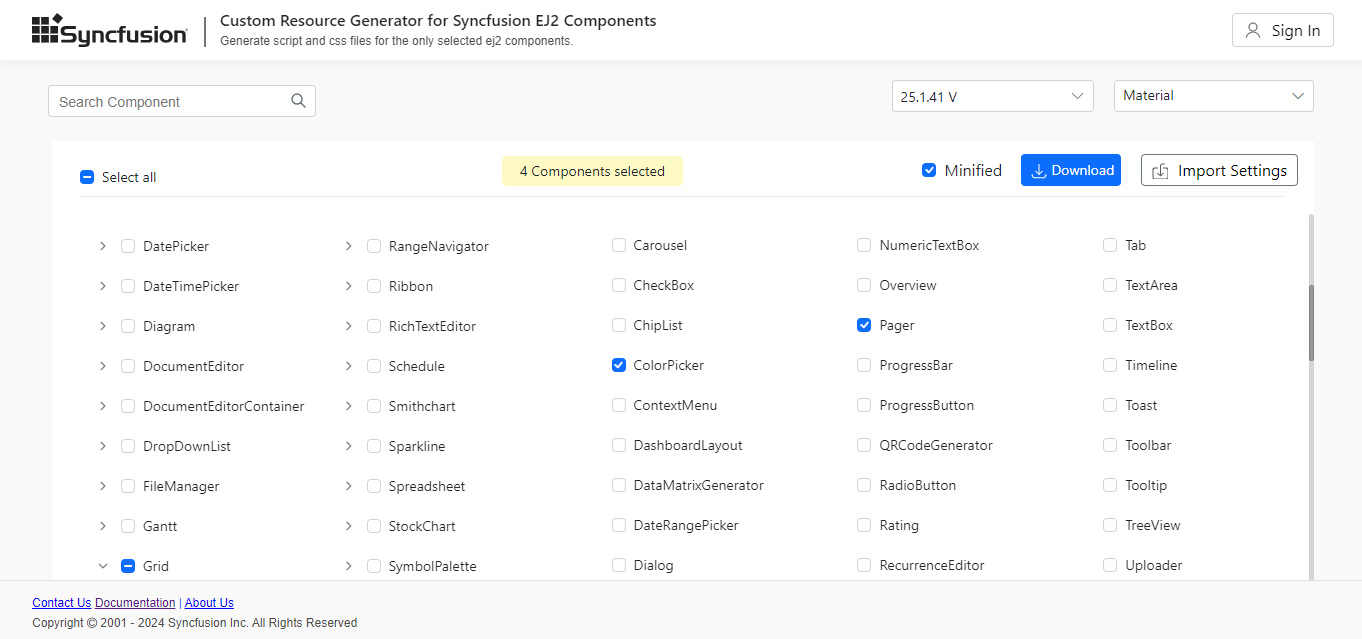 Syncfusion
Custom Resource Generator for Syncfusion EJ2 Components
Generate script and css files for the only selected ej2 components.
Sign In
Search Component
25.1.41 V
Material
Select all
4 Components selected
Minified
Download
Import Settings
DatePicker
RangeNavigator
Carousel
NumericTextBox
Tab
DateTimePicker
Ribbon
CheckBox
Overview
TextArea
Diagram
RichTextEditor
ChipList
Pager
TextBox
DocumentEditor
Schedule
ColorPicker
ProgressBar
Timeline
DocumentEditorContainer
Smithchart
ContextMenu
ProgressButton
Toast
DropDownList
Sparkline
DashboardLayout
QRCodeGenerator
Toolbar
FileManager
Spreadsheet
DataMatrixGenerator
RadioButton
Tooltip
Gantt
StockChart
DateRangePicker
Rating
TreeView
Grid
SymbolPalette
Dialog
RecurrenceEditor
Uploader
Contact Us Documentation | About Us
Copyright © 2001 - 2024 Syncfusion Inc. All Rights Reserved